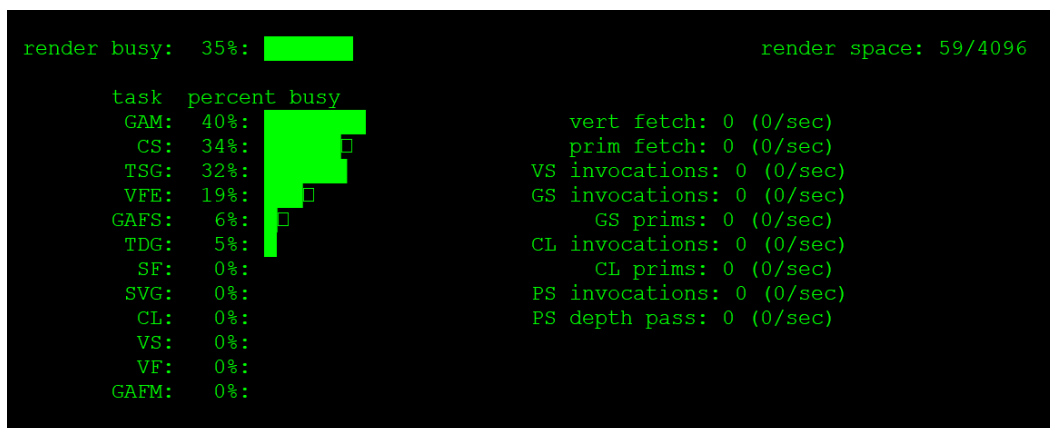 render busy: 35%: render space: 59/4096
task percent busy
GAM: 40%: vert fetch: 0 (0/sec)
CS: 34%: prim fetch: 0 (0/sec)
TSG: 32%: VS invocations: 0 (0/sec)
VFE: 19%: GS invocations: 0 (0/sec)
GAFS: 6%: GS prims: 0 (0/sec)
TDG: 5%: CL invocations: 0 (0/sec)
SF: 0%: CL prims: 0 (0/sec)
SVG: 0%: PS invocations: 0 (0/sec)
CL: 0%: PS depth pass: 0 (0/sec)
VS: 0%:
VF: 0%:
GAFM: 0%: